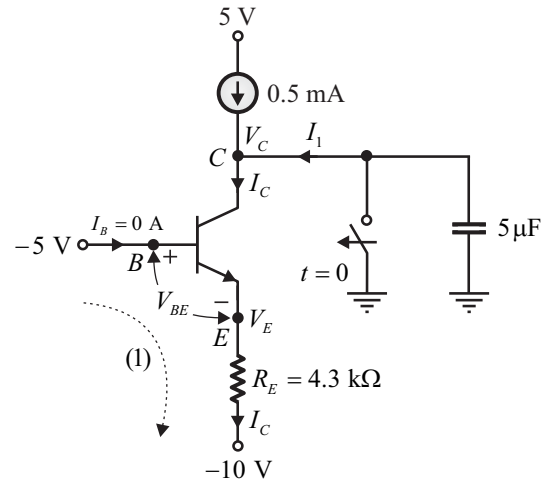 5 V
0.5 mA
V_C
I_1
C
I_C
I_B = 0 A
−5 V
B
+
5 μF
t = 0
V_BE
−
V_E
E
(1)
R_E = 4.3 kΩ
I_C
−10 V